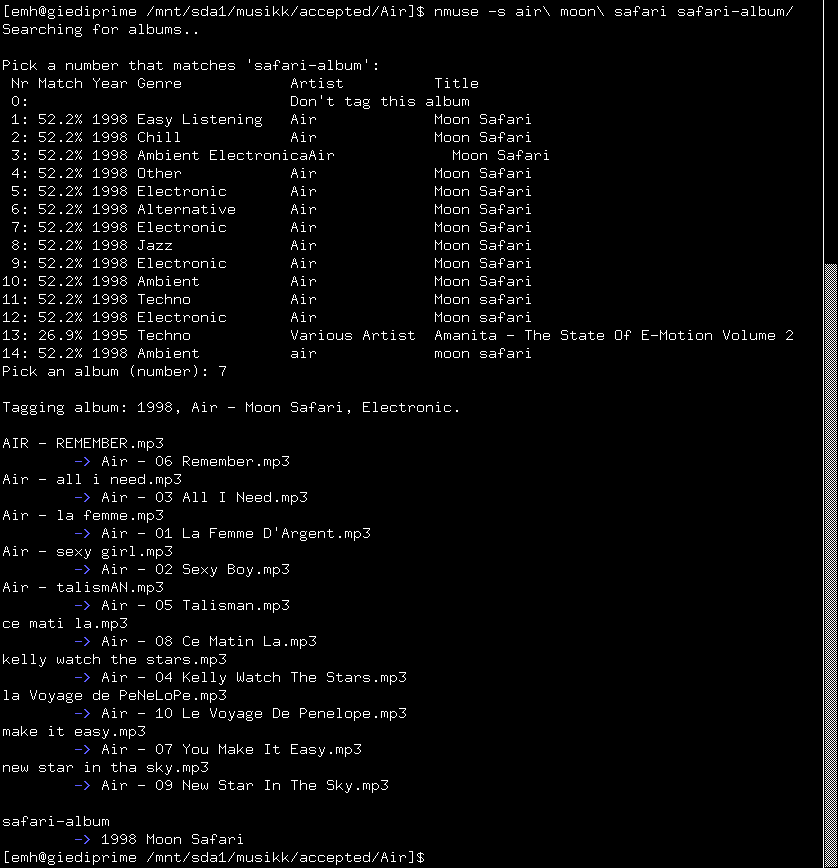 [emh@giediprime /mnt/sda1/musikk/accepted/Air]$ nmuse -s air\ moon\ safari safari-album/
Searching for albums..
Pick a number that matches 'safari-album':
Nr Match Year Genre Artist Title
0: Don't tag this album
1: 52.2% 1998 Easy Listening Air Moon Safari
2: 52.2% 1998 Chill Air Moon Safari
3: 52.2% 1998 Ambient ElectronicaAir Moon Safari
4: 52.2% 1998 Other Air Moon Safari
5: 52.2% 1998 Electronic Air Moon Safari
6: 52.2% 1998 Alternative Air Moon Safari
7: 52.2% 1998 Electronic Air Moon Safari
8: 52.2% 1998 Jazz Air Moon Safari
9: 52.2% 1998 Electronic Air Moon Safari
10: 52.2% 1998 Ambient Air Moon Safari
11: 52.2% 1998 Techno Air Moon safari
12: 52.2% 1998 Electronic Air Moon safari
13: 26.9% 1995 Techno Various Artist Amanita - The State Of E-Motion Volume 2
14: 52.2% 1998 Ambient air moon safari
Pick an album (number): 7
Tagging album: 1998, Air - Moon Safari, Electronic.
AIR - REMEMBER.mp3
-> Air - 06 Remember.mp3
Air - all i need.mp3
-> Air - 03 All I Need.mp3
Air - la femme.mp3
-> Air - 01 La Femme D'Argent.mp3
Air - sexy girl.mp3
-> Air - 02 Sexy Boy.mp3
Air - talismAN.mp3
-> Air - 05 Talisman.mp3
ce mati la.mp3
-> Air - 08 Ce Matin La.mp3
kelly watch the stars.mp3
-> Air - 04 Kelly Watch The Stars.mp3
la Voyage de PeNeLoPe.mp3
-> Air - 10 Le Voyage De Penelope.mp3
make it easy.mp3
-> Air - 07 You Make It Easy.mp3
new star in tha sky.mp3
-> Air - 09 New Star In The Sky.mp3
safari-album
-> 1998 Moon Safari
[emh@giediprime /mnt/sda1/musikk/accepted/Air]$